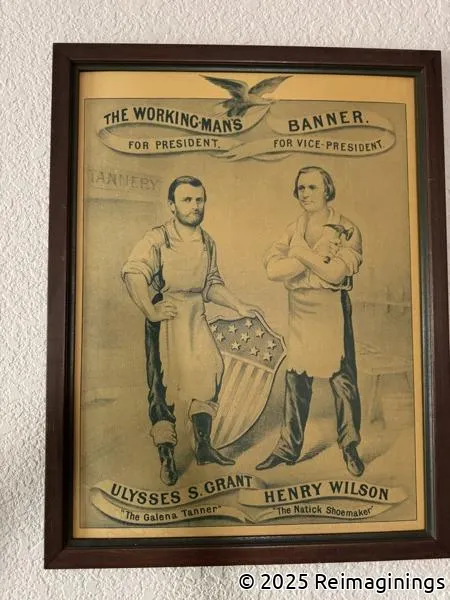 THE WORKING-MAN'S BANNER.
FOR PRESIDENT. FOR VICE-PRESIDENT
TANNERY
ULYSSES S. GRANT HENRY WILSON
"The Galena Tanner" "The Natick Shoemaker"
© 2025 Reimaginings